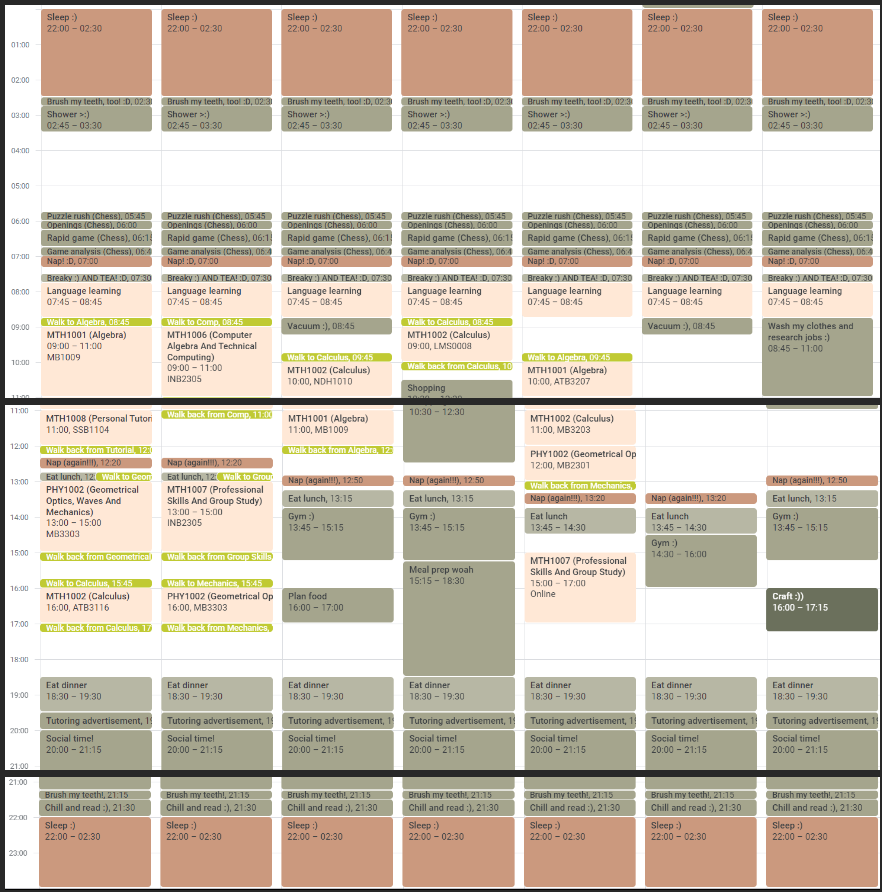 Sleep :) Sleep :) Sleep :) Sleep :) Sleep :) Sleep :) Sleep :)
22:00 – 02:30 22:00 – 02:30 22:00 – 02:30 22:00 – 02:30 22:00 – 02:30 22:00 – 02:30 22:00 – 02:30
01:00
02:00
Brush my teeth, too! :D, 02:30 Brush my teeth, too! :D, 02:30 Brush my teeth, too! :D, 02:30 Brush my teeth, too! :D, 02:30 Brush my teeth, too! :D, 02:30 Brush my teeth, too! :D, 02:30 Brush my teeth, too! :D, 02:30
03:00 Shower >:) Shower >:) Shower >:) Shower >:) Shower >:) Shower >:) Shower >:)
02:45 – 03:30 02:45 – 03:30 02:45 – 03:30 02:45 – 03:30 02:45 – 03:30 02:45 – 03:30 02:45 – 03:30
04:00
05:00
06:00 Puzzle rush (Chess), 05:45 Puzzle rush (Chess), 05:45 Puzzle rush (Chess), 05:45 Puzzle rush (Chess), 05:45 Puzzle rush (Chess), 05:45 Puzzle rush (Chess), 05:45 Puzzle rush (Chess), 05:45
Openings (Chess), 06:00 Openings (Chess), 06:00 Openings (Chess), 06:00 Openings (Chess), 06:00 Openings (Chess), 06:00 Openings (Chess), 06:00 Openings (Chess), 06:00
Rapid game (Chess), 06:15 Rapid game (Chess), 06:15 Rapid game (Chess), 06:15 Rapid game (Chess), 06:15 Rapid game (Chess), 06:15 Rapid game (Chess), 06:15 Rapid game (Chess), 06:15
Game analysis (Chess), 06:4 Game analysis (Chess), 06:4 Game analysis (Chess), 06:4 Game analysis (Chess), 06:4 Game analysis (Chess), 06:4 Game analysis (Chess), 06:4 Game analysis (Chess), 06:4
07:00 Nap! :D, 07:00 Nap! :D, 07:00 Nap! :D, 07:00 Nap! :D, 07:00 Nap! :D, 07:00 Nap! :D, 07:00 Nap! :D, 07:00
Breaky :) AND TEA! :D, 07:30 Breaky :) AND TEA! :D, 07:30 Breaky :) AND TEA! :D, 07:30 Breaky :) AND TEA! :D, 07:30 Breaky :) AND TEA! :D, 07:30 Breaky :) AND TEA! :D, 07:30 Breaky :) AND TEA! :D, 07:30
08:00 Language learning Language learning Language learning Language learning Language learning Language learning Language learning
07:45 – 08:45 07:45 – 08:45 07:45 – 08:45 07:45 – 08:45 07:45 – 08:45 07:45 – 08:45 07:45 – 08:45
Walk to Algebra, 08:45 Walk to Comp, 08:45 Vacuum :), 08:45 Walk to Calculus, 08:45 Vacuum :), 08:45 Wash my clothes and
09:00 MTH1001 (Algebra) MTH1006 (Computer MTH1002 (Calculus) research jobs :)
09:00 – 11:00 Algebra And Technical 09:00, LMS0008 08:45 – 11:00
MB1009 Computing) Walk to Calculus, 09:45 Walk to Algebra, 09:45
10:00 09:00 – 11:00 MTH1002 (Calculus) Walk back from Calculus, 10 MTH1001 (Algebra)
INB2305 10:00, NDH1010 Shopping 10:00, ATB3207
11:00 MTH1008 (Personal Tutor Walk back from Comp, 11:00 MTH1001 (Algebra) 10:30 – 12:30 MTH1002 (Calculus)
11:00, SSB1104 11:00, MB1009 11:00, MB3203
12:00 Walk back from Tutorial, 12:0 Walk back from Algebra, 12: PHY1002 (Geometrical Op
Nap (again!!!), 12:20 Nap (again!!!), 12:20 12:00, MB2301
13:00 Eat lunch, 12: Walk to Geom Eat lunch, 12: Walk to Grou Nap (again!!!), 12:50 Nap (again!!!), 12:50 Walk back from Mechanics, Nap (again!!!), 12:50
PHY1002 (Geometrical MTH1007 (Professional Eat lunch, 13:15 Eat lunch, 13:15 Nap (again!!!), 13:20 Nap (again!!!), 13:20 Eat lunch, 13:15
Optics, Waves And Skills And Group Study) Gym :) Gym :) Eat lunch Eat lunch Gym :)
Mechanics) 13:00 – 15:00 13:45 – 15:15 13:45 – 15:15 13:45 – 14:30 13:45 – 14:30 13:45 – 15:15
14:00 13:00 – 15:00 INB2305 Gym :)
MB3303 14:30 – 16:00
15:00 Walk back from Geometrical Walk back from Group Skills, Meal prep woah MTH1007 (Professional
15:15 – 18:30 Skills And Group Study)
Walk to Calculus, 15:45 Walk to Mechanics, 15:45 15:00 – 17:00
16:00 MTH1002 (Calculus) PHY1002 (Geometrical Op Plan food Online Craft :))
16:00, ATB3116 16:00, MB3303 16:00 – 17:00 16:00 – 17:15
17:00 Walk back from Calculus, 17 Walk back from Mechanics,
18:00
19:00 Eat dinner Eat dinner Eat dinner Eat dinner Eat dinner Eat dinner Eat dinner
18:30 – 19:30 18:30 – 19:30 18:30 – 19:30 18:30 – 19:30 18:30 – 19:30 18:30 – 19:30 18:30 – 19:30
Tutoring advertisement, 19 Tutoring advertisement, 19 Tutoring advertisement, 19 Tutoring advertisement, 19 Tutoring advertisement, 19 Tutoring advertisement, 19 Tutoring advertisement, 19
20:00 Social time! Social time! Social time! Social time! Social time! Social time! Social time!
20:00 – 21:15 20:00 – 21:15 20:00 – 21:15 20:00 – 21:15 20:00 – 21:15 20:00 – 21:15 20:00 – 21:15
21:00
21:00
Brush my teeth!, 21:15 Brush my teeth!, 21:15 Brush my teeth!, 21:15 Brush my teeth!, 21:15 Brush my teeth!, 21:15 Brush my teeth!, 21:15 Brush my teeth!, 21:15
Chill and read :), 21:30 Chill and read :), 21:30 Chill and read :), 21:30 Chill and read :), 21:30 Chill and read :), 21:30 Chill and read :), 21:30 Chill and read :), 21:30
22:00 Sleep :) Sleep :) Sleep :) Sleep :) Sleep :) Sleep :) Sleep :)
22:00 – 02:30 22:00 – 02:30 22:00 – 02:30 22:00 – 02:30 22:00 – 02:30 22:00 – 02:30 22:00 – 02:30
23:00